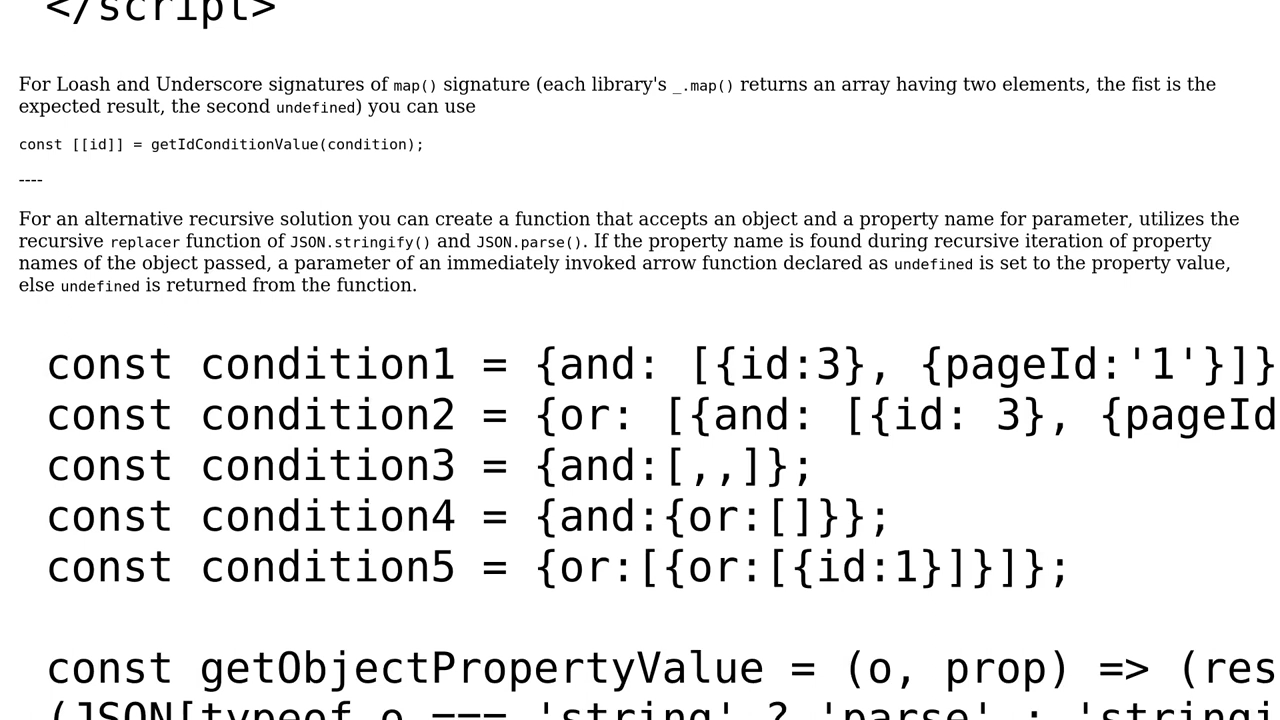 </script>
For Loash and Underscore signatures of map() signature (each library's _.map() returns an array having two elements, the fist is the
expected result, the second undefined) you can use
const [[id]] = getIdConditionValue(condition);
----
For an alternative recursive solution you can create a function that accepts an object and a property name for parameter, utilizes the
recursive replacer function of JSON.stringify() and JSON.parse(). If the property name is found during recursive iteration of property
names of the object passed, a parameter of an immediately invoked arrow function declared as undefined is set to the property value,
else undefined is returned from the function.
const condition1 = {and: [{id:3}, {pageId:'1'}]}
const condition2 = {or: [{and: [{id: 3}, {pageId
const condition3 = {and:[,,]};
const condition4 = {and:{or:[]}};
const condition5 = {or:[{or:[{id:1}]}]};
const getObjectPropertyValue = (o, prop) => (res
(JSON[typeof o === 'string' ? 'parse' : 'stringi